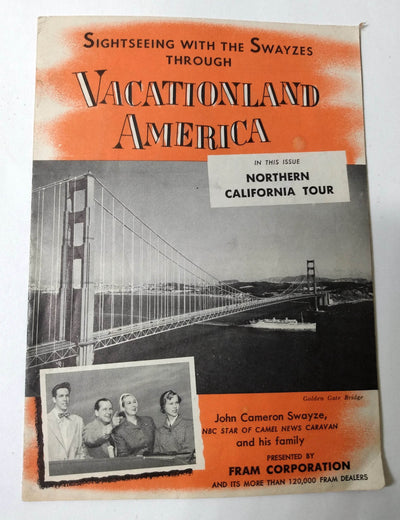 SIGHTSEEING WITH THE SWAYZES
THROUGH
VACATIONLAND
AMERICA
IN THIS ISSUE
NORTHERN
CALIFORNIA TOUR
Golden Gate Bridge
John Cameron Swayze,
NBC STAR OF CAMEL NEWS CARAVAN
and his family
PRESENTED BY
FRAM CORPORATION
AND ITS MORE THAN 120,000 FRAM DEALERS